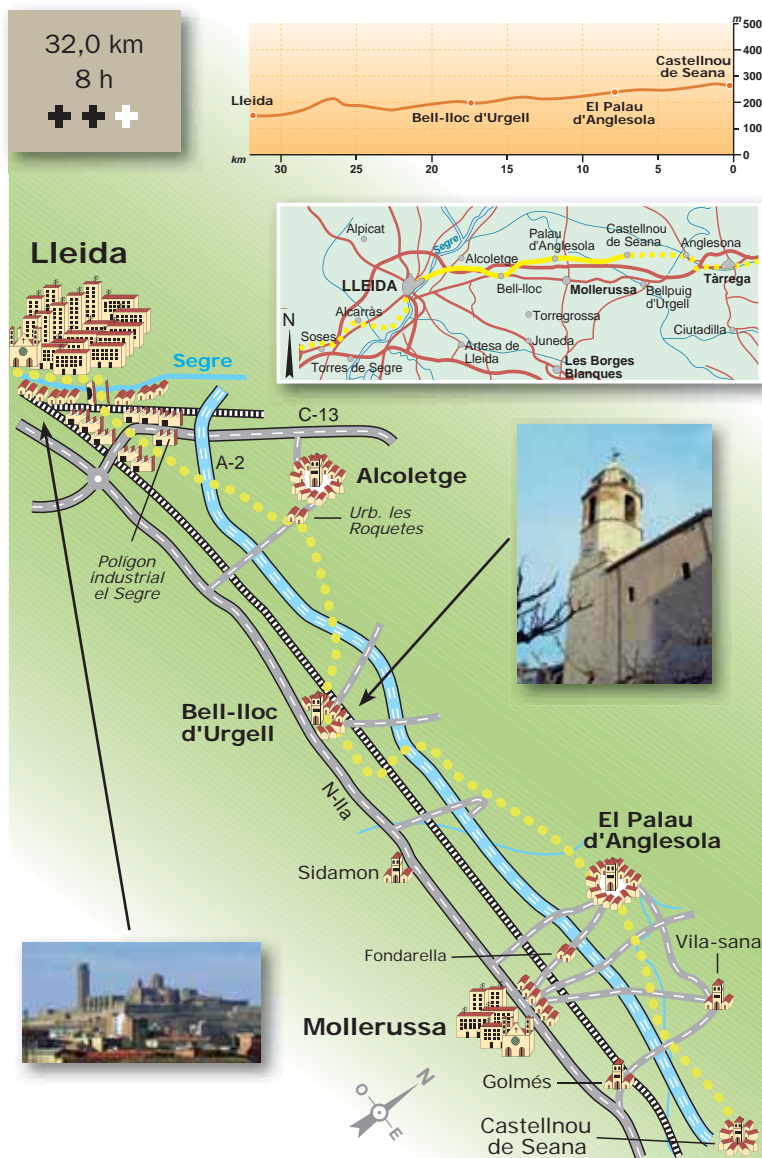 32,0 km
8 h
m
500
400
300
200
100
0
Castellnou
de Seana
Lleida
Bell-lloc d'Urgell
El Palau
d'Anglesola
km
30
25
20
15
10
5
0
Alpicat
Segre
Alcoletge
Palau
d'Anglesola
Castellnou
de Seana
Anglesona
LLEIDA
Bell-lloc
Mollerussa
Bellpuig
d'Urgell
Tàrrega
Alcarràs
Torregrossa
Ciutadilla
N
Soses
Artesa de
Lleida
Juneda
Torres de Segre
Les Borges
Blanques
Lleida
Segre
C-13
A-2
Alcoletge
Urb. les
Roquetes
Polígon
industrial
el Segre
Bell-lloc
d'Urgell
N-IIa
El Palau
d'Anglesola
Sidamon
Fondarella
Vila-sana
Mollerussa
Golmés
N
O
E
Castellnou
de Seana